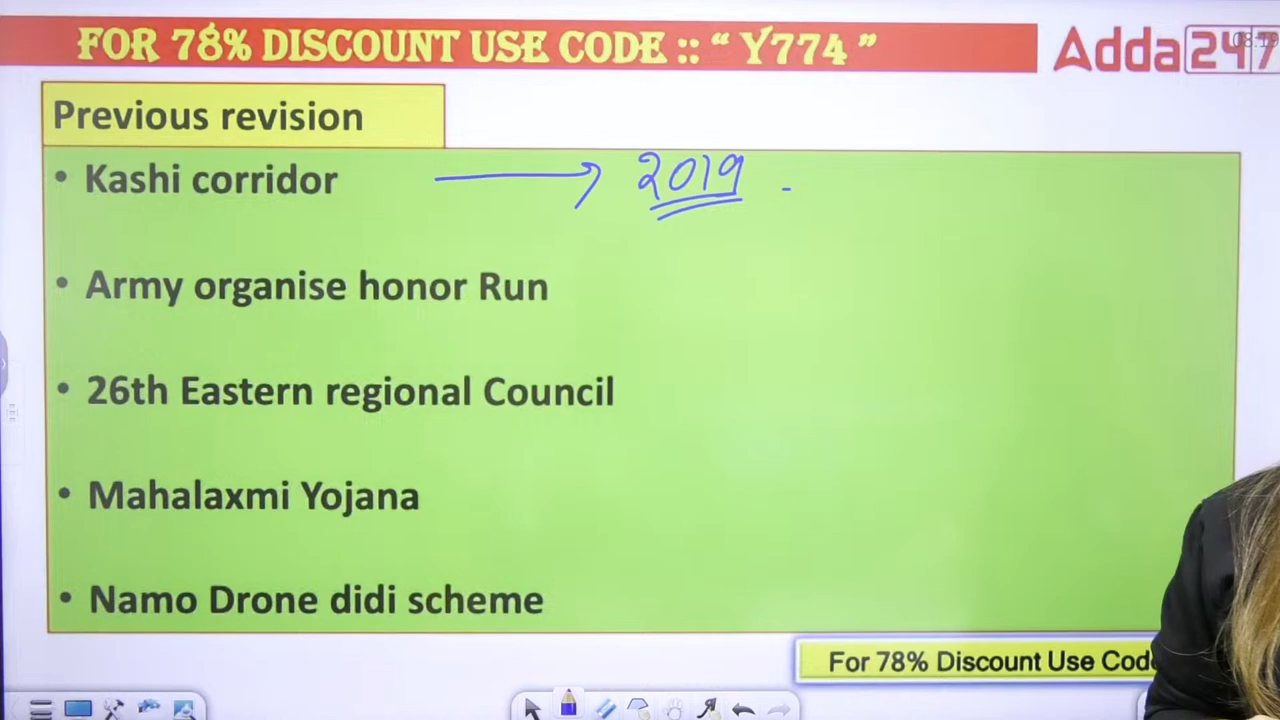 FOR 78% DISCOUNT USE CODE :: “ Y774 ”
Adda247
Previous revision
• Kashi corridor → 2019 -
• Army organise honor Run
• 26th Eastern regional Council
• Mahalaxmi Yojana
• Namo Drone didi scheme
For 78% Discount Use Code